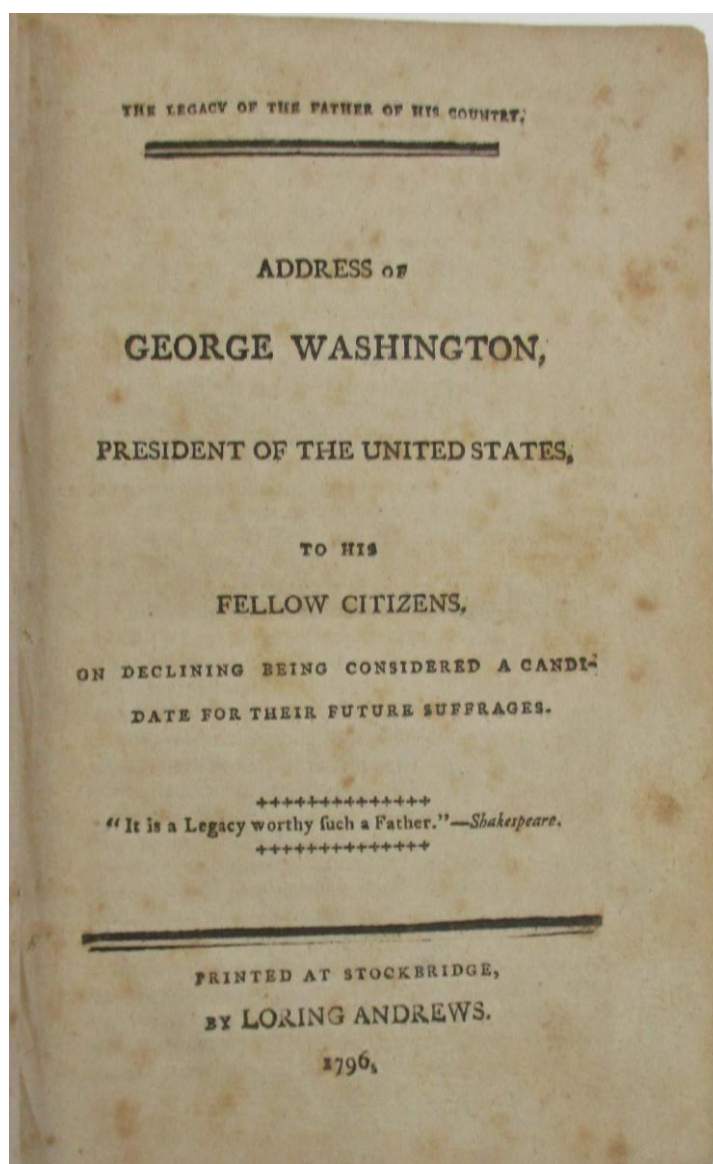 THE LEGACY OF THE FATHER OF HIS COUNTRY.
ADDRESS OF
GEORGE WASHINGTON,
PRESIDENT OF THE UNITED STATES,
TO HIS
FELLOW CITIZENS,
ON DECLINING BEING CONSIDERED A CANDI-
DATE FOR THEIR FUTURE SUFFRAGES.
++++++++++++++
"It is a Legacy worthy ſuch a Father."—Shakespeare.
++++++++++++++
PRINTED AT STOCKBRIDGE,
BY LORING ANDREWS.
1796.